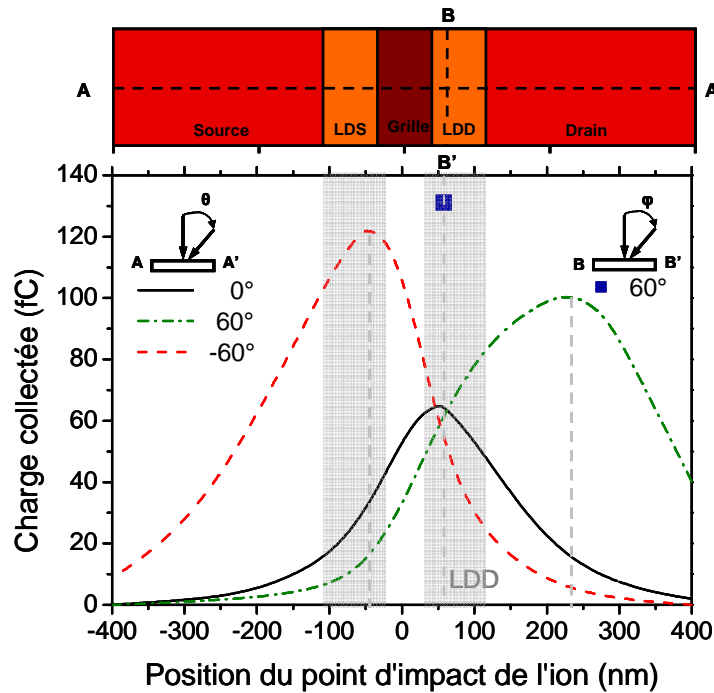 B
A
A
Source
LDS
Grille
LDD
Drain
B'
140
120
100
80
60
40
20
0
Charge collectée (fC)
θ
A
A'
0°
60°
-60°
φ
B
B'
60°
LDD
-400
-300
-200
-100
0
100
200
300
400
Position du point d'impact de l'ion (nm)